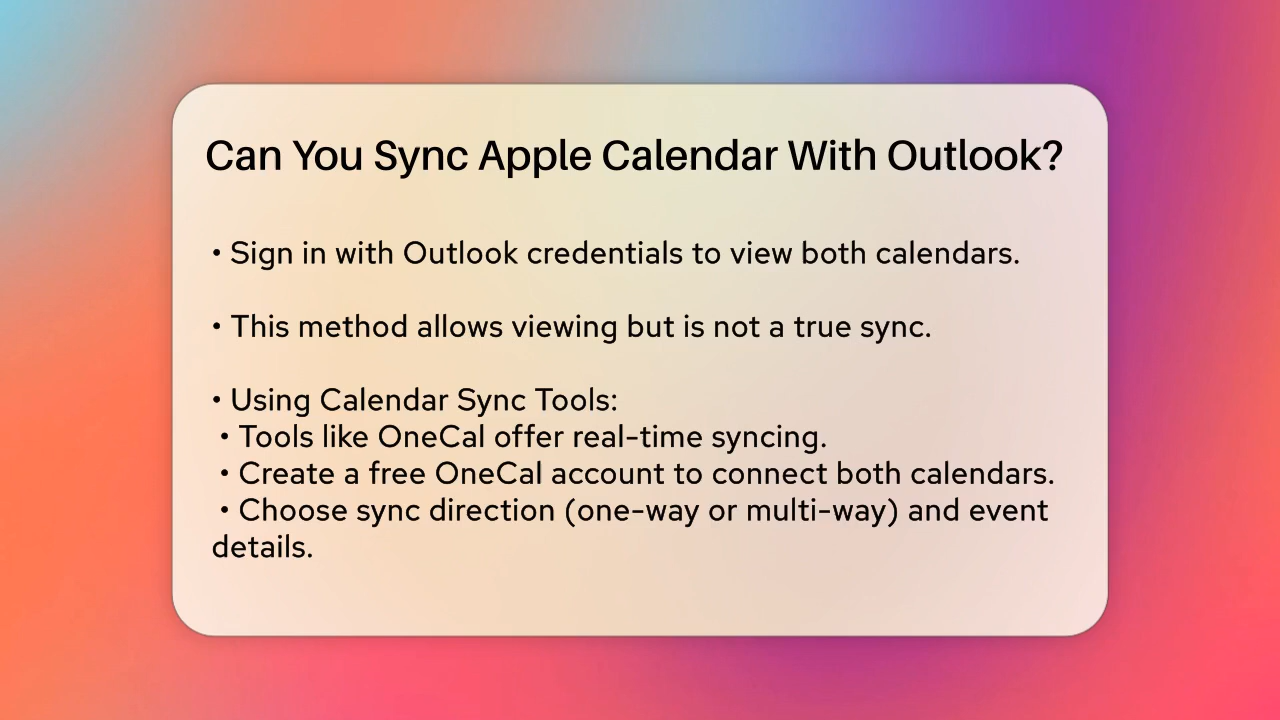 Can You Sync Apple Calendar With Outlook?
• Sign in with Outlook credentials to view both calendars.
• This method allows viewing but is not a true sync.
• Using Calendar Sync Tools:
• Tools like OneCal offer real-time syncing.
• Create a free OneCal account to connect both calendars.
• Choose sync direction (one-way or multi-way) and event
details.